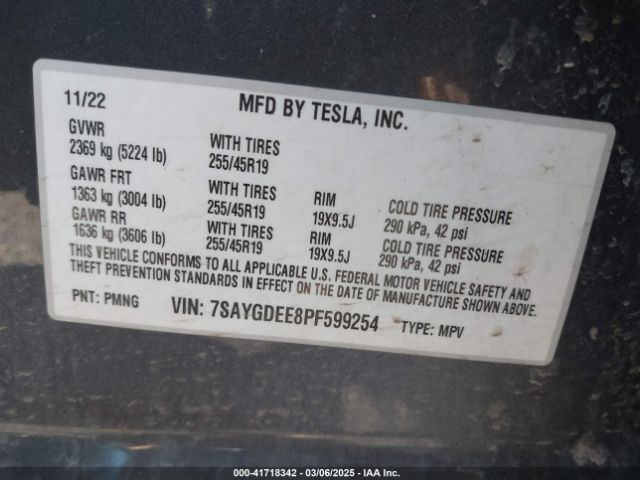 11/22 MFD BY TESLA, INC.
GVWR
2369 kg (5224 lb) WITH TIRES
255/45R19
GAWR FRT
1363 kg (3004 lb) WITH TIRES RIM COLD TIRE PRESSURE
255/45R19 19X9.5J 290 kPa, 42 psi
GAWR RR
1636 kg (3606 lb) WITH TIRES RIM COLD TIRE PRESSURE
255/45R19 19X9.5J 290 kPa, 42 psi
THIS VEHICLE CONFORMS TO ALL APPLICABLE U.S. FEDERAL MOTOR VEHICLE SAFETY AND
THEFT PREVENTION STANDARDS IN EFFECT ON THE DATE OF MANUFACTURE SHOWN ABOVE.
PNT: PMNG VIN: 7SAYGDEE8PF599254 TYPE: MPV
000-41718342 - 03/06/2025 - IAA Inc.